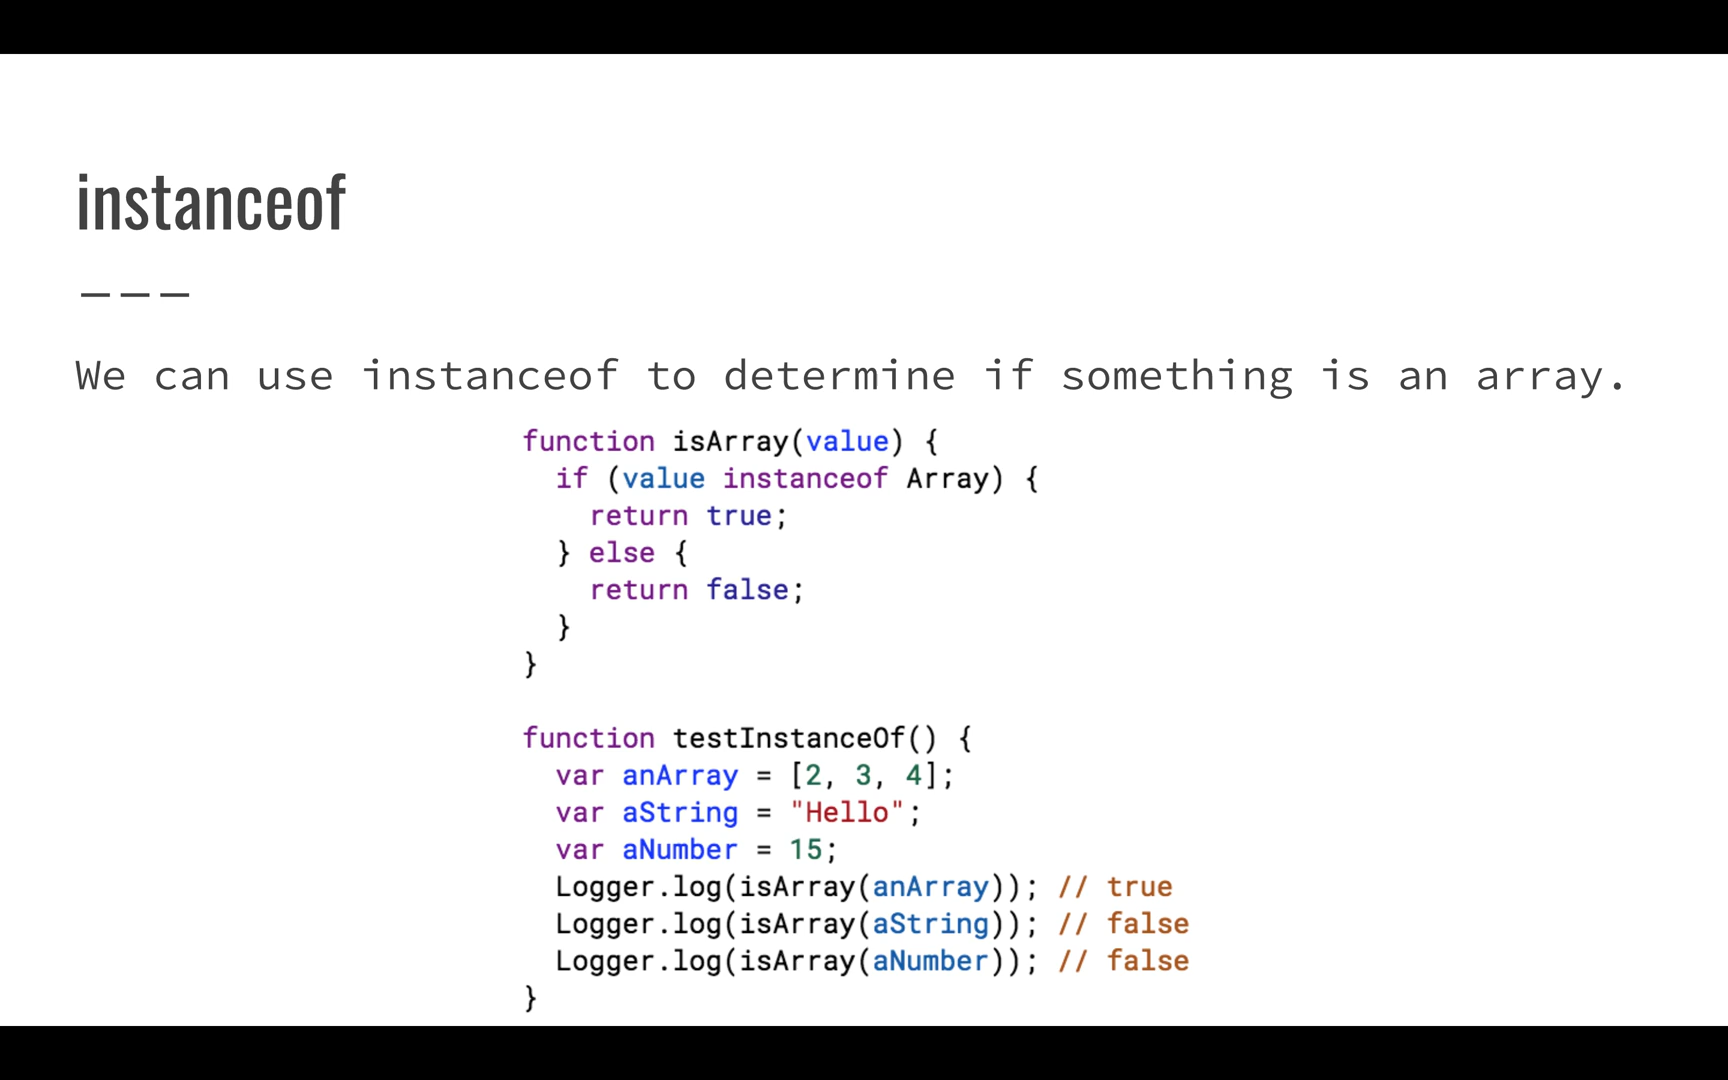 instanceof
———
We can use instanceof to determine if something is an array.
function isArray(value) {
  if (value instanceof Array) {
    return true;
  } else {
    return false;
  }
}

function testInstanceOf() {
  var anArray = [2, 3, 4];
  var aString = "Hello";
  var aNumber = 15;
  Logger.log(isArray(anArray)); // true
  Logger.log(isArray(aString)); // false
  Logger.log(isArray(aNumber)); // false
}